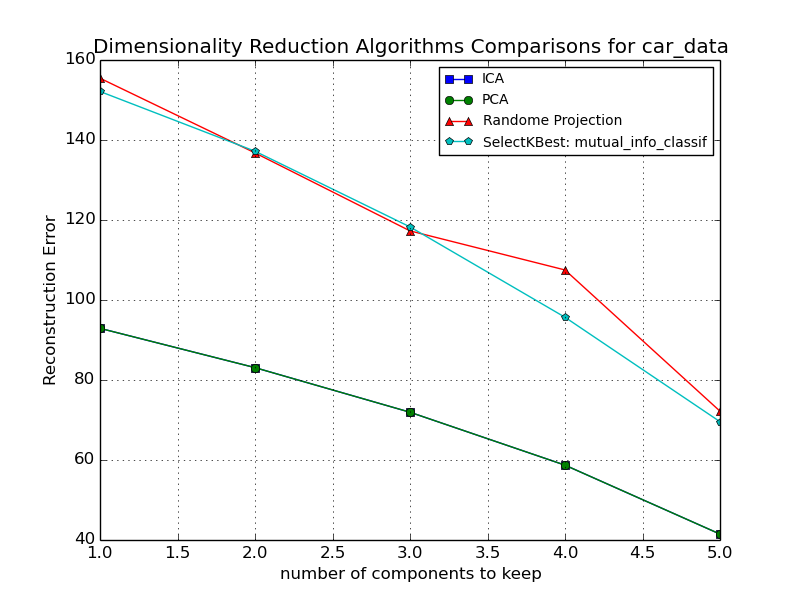 Dimensionality Reduction Algorithms Comparisons for car_data
160
140
120
100
80
60
40
Reconstruction Error
ICA
PCA
Randome Projection
SelectKBest: mutual_info_classif
1.0 1.5 2.0 2.5 3.0 3.5 4.0 4.5 5.0
number of components to keep